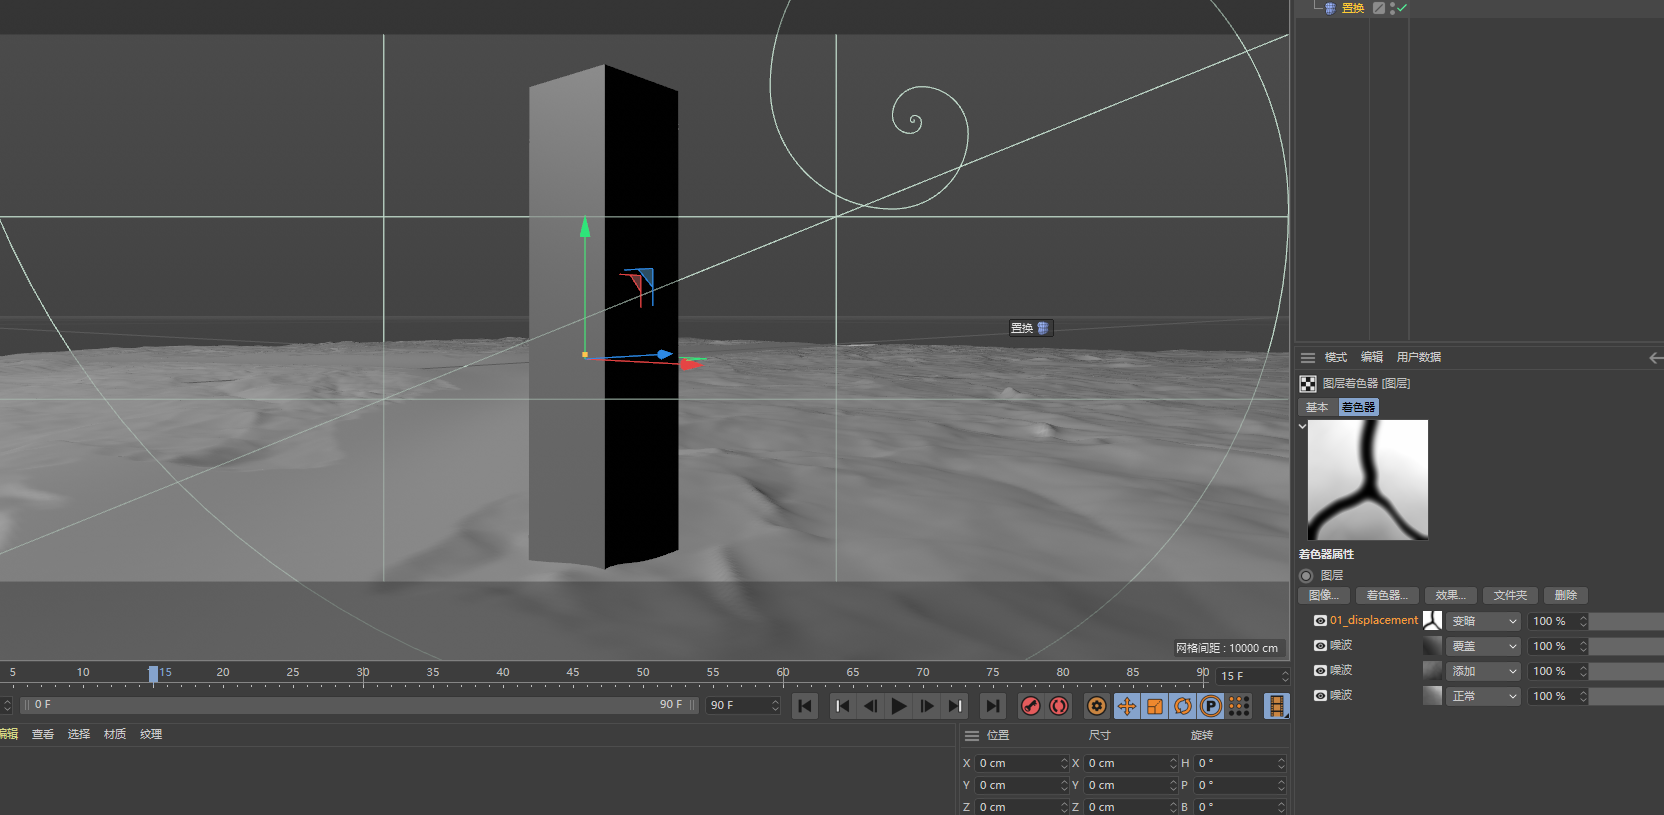 置换
置换
网格间距 : 10000 cm
模式 编辑 用户数据
图层着色器 [图层]
基本 着色器
着色器属性
图层
图像... 着色器... 效果... 文件夹 删除
01_displacement 变暗 100 %
噪波 覆盖 100 %
噪波 添加 100 %
噪波 正常 100 %
5 10 15 20 25 30 35 40 45 50 55 60 65 70 75 80 85 90 15 F
0 F 90 F 90 F
P
编辑 查看 选择 材质 纹理
位置 尺寸 旋转
X 0 cm X 0 cm H 0 °
Y 0 cm Y 0 cm P 0 °
Z 0 cm Z 0 cm B 0 °